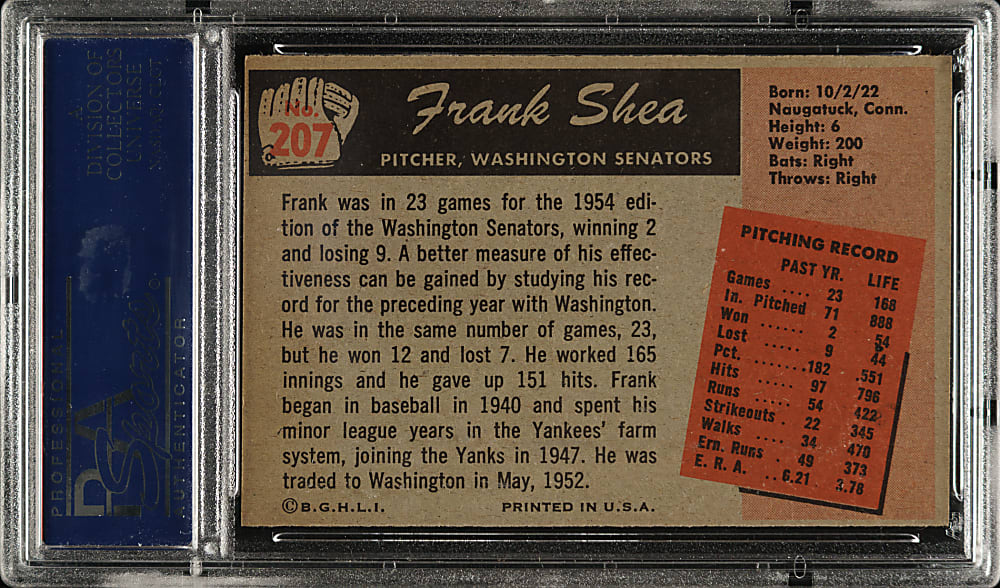 A
DIVISION OF
COLLECTORS
UNIVERSE
NASDAQ: CLCT
PROFESSIONAL
PSA
Sports
AUTHENTICATOR
No.
207
Frank Shea
PITCHER, WASHINGTON SENATORS
Born: 10/2/22
Naugatuck, Conn.
Height: 6
Weight: 200
Bats: Right
Throws: Right
Frank was in 23 games for the 1954 edi-
tion of the Washington Senators, winning 2
and losing 9. A better measure of his effec-
tiveness can be gained by studying his rec-
ord for the preceding year with Washington.
He was in the same number of games, 23,
but he won 12 and lost 7. He worked 165
innings and he gave up 151 hits. Frank
began in baseball in 1940 and spent his
minor league years in the Yankees' farm
system, joining the Yanks in 1947. He was
traded to Washington in May, 1952.
PITCHING RECORD
PAST YR. LIFE
Games .... 23 168
In. Pitched 71 888
Won ...... 2 54
Lost ..... 9 44
Pct. ...... .182 .551
Hits ..... 97 796
Runs ..... 54 422
Strikeouts . 22 345
Walks .... 34 470
Ern. Runs . 49 373
E. R. A. .. 6.21 3.78
©B.G.H.L.I. PRINTED IN U.S.A.